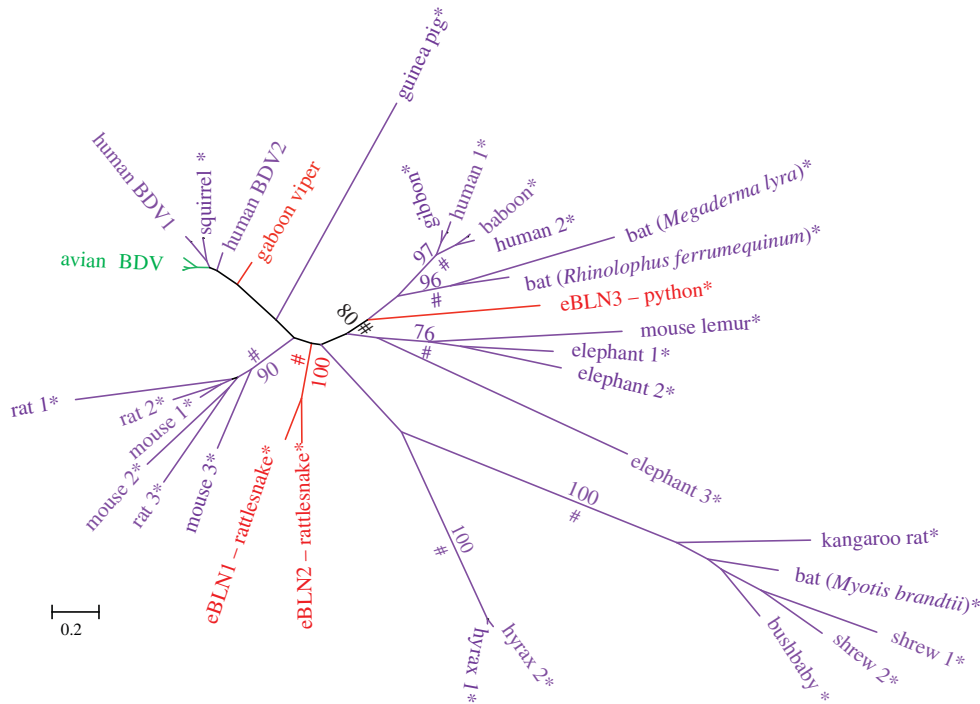 guinea pig*
human BDV1
squirrel *
human BDV2
gaboon viper
avian BDV
gibbon*
human 1*
baboon*
human 2*
bat (Megaderma lyra)*
bat (Rhinolophus ferrumequinum)*
eBLN3 – python*
mouse lemur*
elephant 1*
elephant 2*
elephant 3*
97
#
96
#
80 #
76
#
#
90
#
100
rat 1*
rat 2*
mouse 1*
mouse 2*
rat 3*
mouse 3*
eBLN1 – rattlesnake*
eBLN2 – rattlesnake*
100
#
100
#
kangaroo rat*
bat (Myotis brandtii)*
shrew 1*
shrew 2*
bushbaby *
hyrax 1*
hyrax 2*
0.2